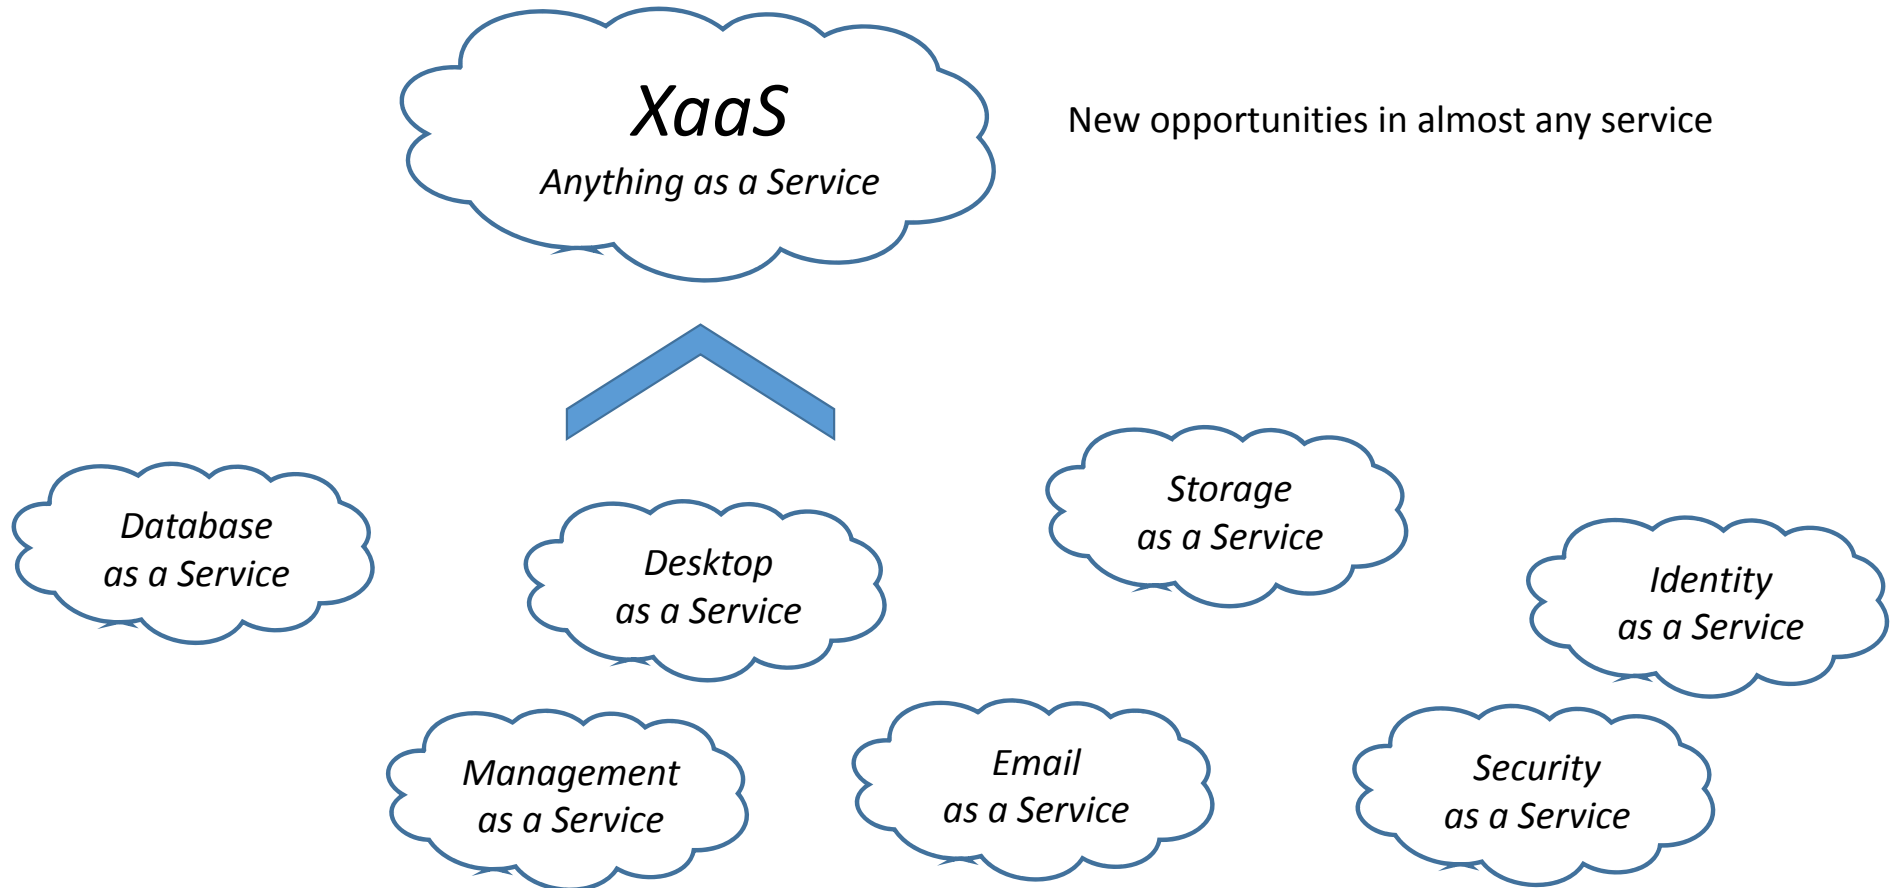 XaaS
Anything as a Service
New opportunities in almost any service
Database
as a Service
Desktop
as a Service
Storage
as a Service
Identity
as a Service
Management
as a Service
Email
as a Service
Security
as a Service